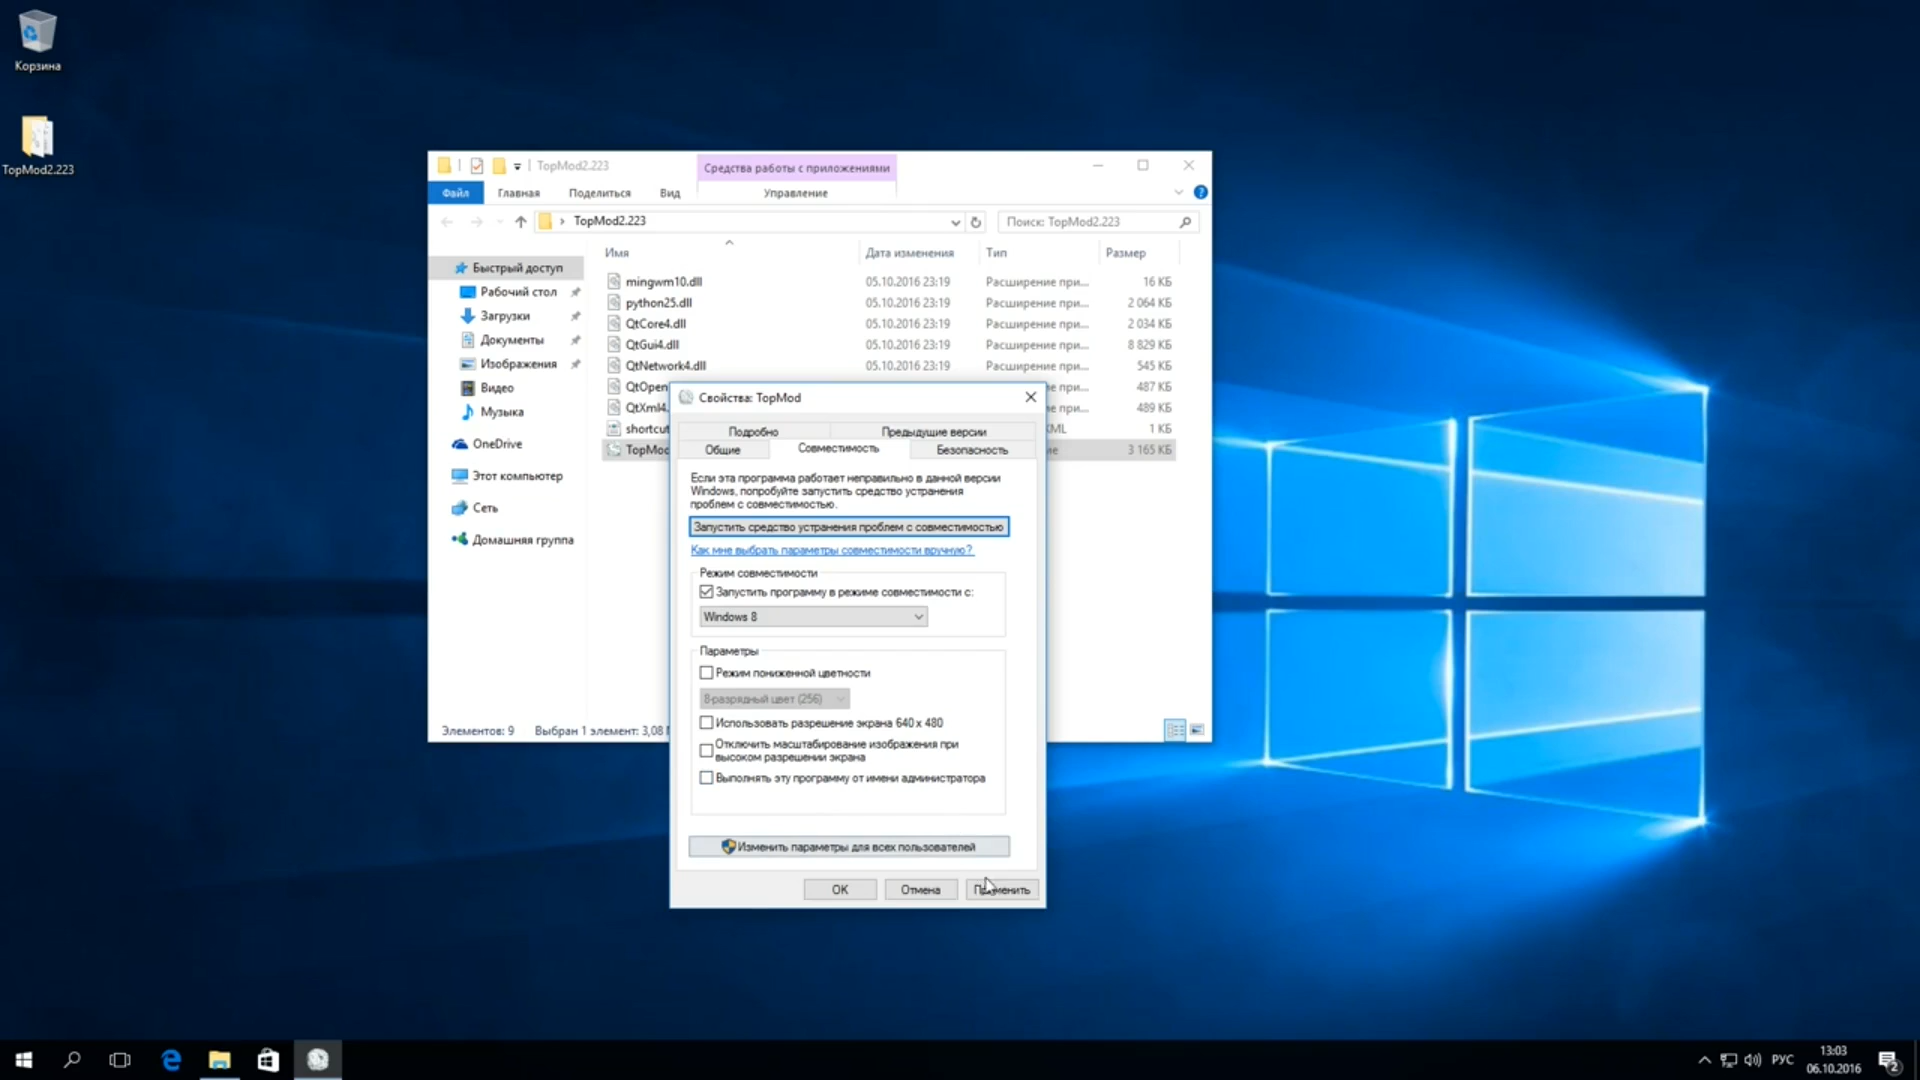 Корзина
TopMod2.223
TopMod2.223
Средства работы с приложениями
Файл
Главная
Поделиться
Вид
Управление
TopMod2.223
Поиск: TopMod2.223
Имя
Дата изменения
Тип
Размер
Быстрый доступ
Рабочий стол
Загрузки
Документы
Изображения
Видео
Музыка
OneDrive
Этот компьютер
Сеть
Домашняя группа
mingwm10.dll 05.10.2016 23:19 Расширение при... 16 КБ
python25.dll 05.10.2016 23:19 Расширение при... 2 064 КБ
QtCore4.dll 05.10.2016 23:19 Расширение при... 2 034 КБ
QtGui4.dll 05.10.2016 23:19 Расширение при... 8 829 КБ
QtNetwork4.dll 05.10.2016 23:19 Расширение при... 545 КБ
QtOpen ие при... 487 КБ
QtXml4. ие при... 489 КБ
shortcut ML 1 КБ
TopMod ие 3 165 КБ
Элементов: 9 Выбран 1 элемент: 3,08
Свойства: TopMod
Подробно
Предыдущие версии
Общие
Совместимость
Безопасность
Если эта программа работает неправильно в данной версии
Windows, попробуйте запустить средство устранения
проблем с совместимостью.
Запустить средство устранения проблем с совместимостью
Как мне выбрать параметры совместимости вручную?
Режим совместимости
Запустить программу в режиме совместимости с:
Windows 8
Параметры
Режим пониженной цветности
8-разрядный цвет (256)
Использовать разрешение экрана 640 x 480
Отключить масштабирование изображения при
высоком разрешении экрана
Выполнять эту программу от имени администратора
Изменить параметры для всех пользователей
ОК
Отмена
Применить
РУС
13:03
06.10.2016
2